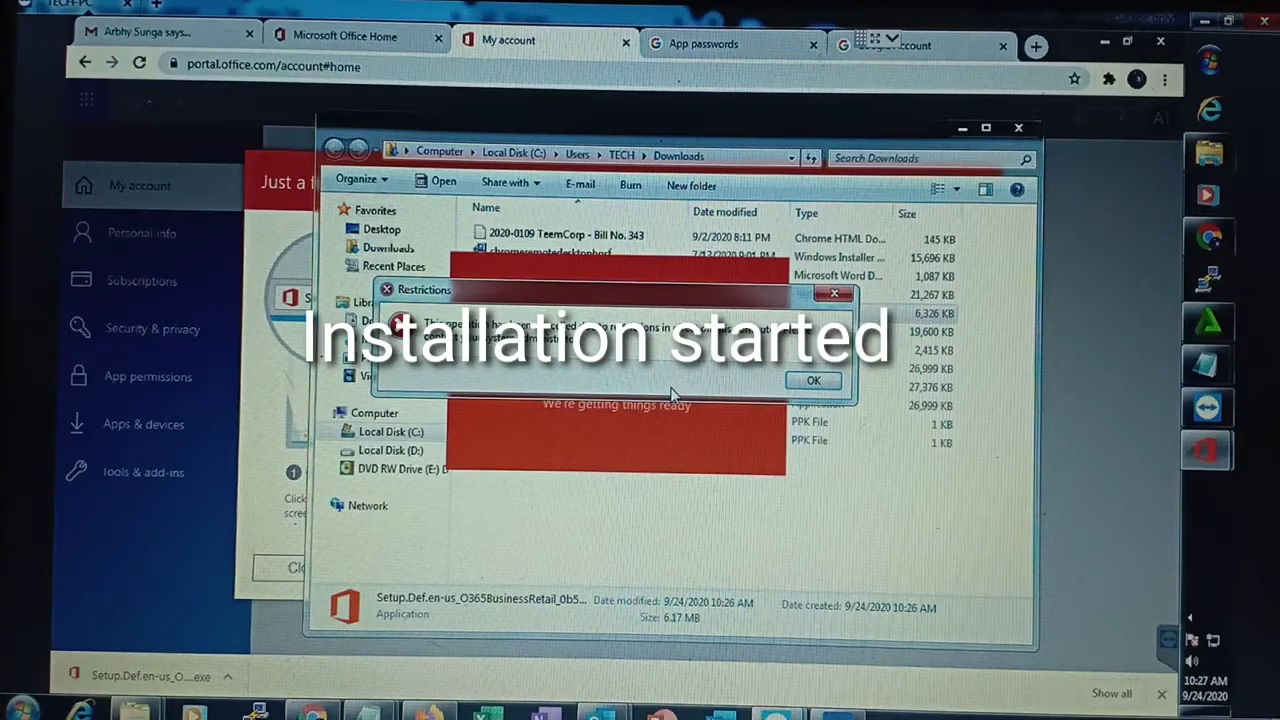 TECH-PC
Arbhy Sunga says...
Microsoft Office Home
My account
App passwords
Account
portal.office.com/account#home
AT
Computer
Local Disk (C:)
Users
TECH
Downloads
Search Downloads
Organize
Open
Share with
E-mail
Burn
New folder
My account
Personal info
Subscriptions
Security & privacy
App permissions
Apps & devices
Tools & add-ins
Just a
Favorites
Desktop
Downloads
Recent Places
Computer
Local Disk (C:)
Local Disk (D:)
DVD RW Drive (E:) D
Network
Name
Date modified
Type
Size
2020-0109 TeemCorp - Bill No. 343
9/2/2020 8:11 PM
Chrome HTML Do...
145 KB
Windows Installer ...
15,696 KB
Microsoft Word D...
1,087 KB
21,267 KB
6,326 KB
19,600 KB
2,415 KB
26,999 KB
27,376 KB
26,999 KB
PPK File
1 KB
PPK File
1 KB
Restrictions
Installation started
OK
We're getting things ready
1
Click
Setup.Def.en-us_O365BusinessRetail_0b5...
Application
Date modified: 9/24/2020 10:26 AM
Size: 6.17 MB
Date created: 9/24/2020 10:26 AM
Setup.Def.en-us_O....exe
Show all
10:27 AM
9/24/2020